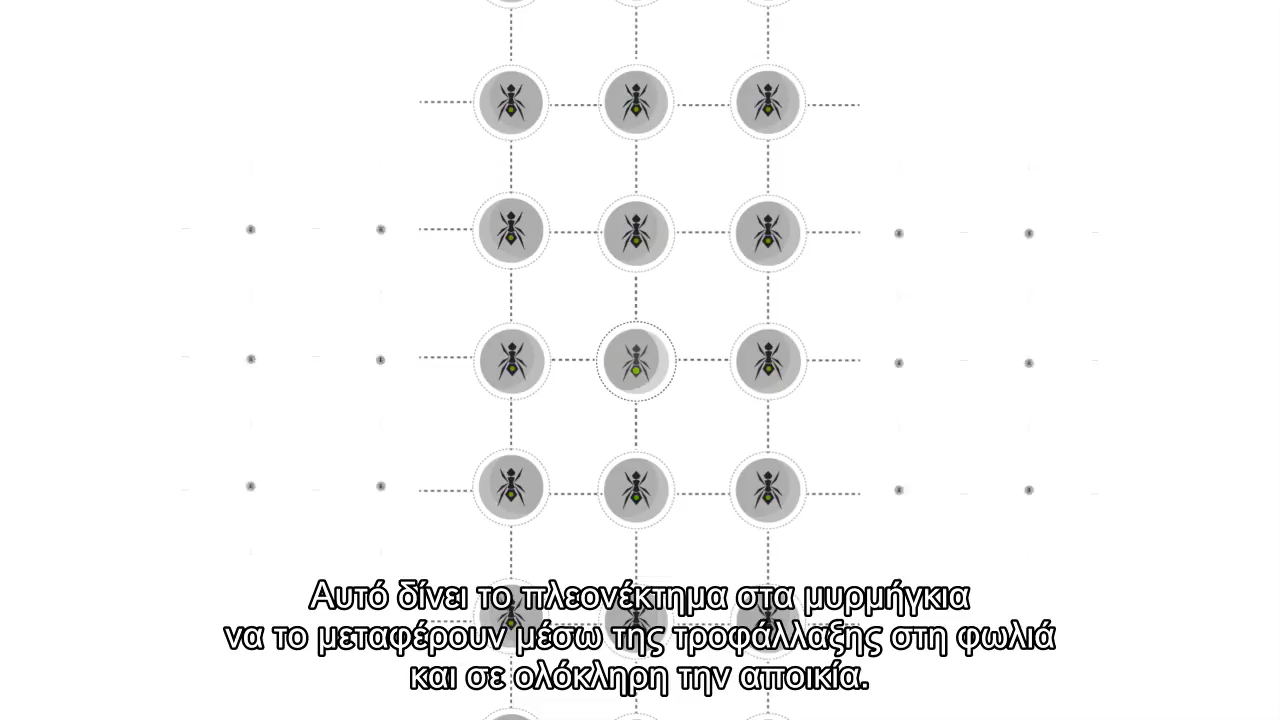 Αυτό δίνει το πλεονέκτημα στα μυρμήγκια
να το μεταφέρουν μέσω της τροφάλλαξης στη φωλιά
και σε ολόκληρη την αποικία.